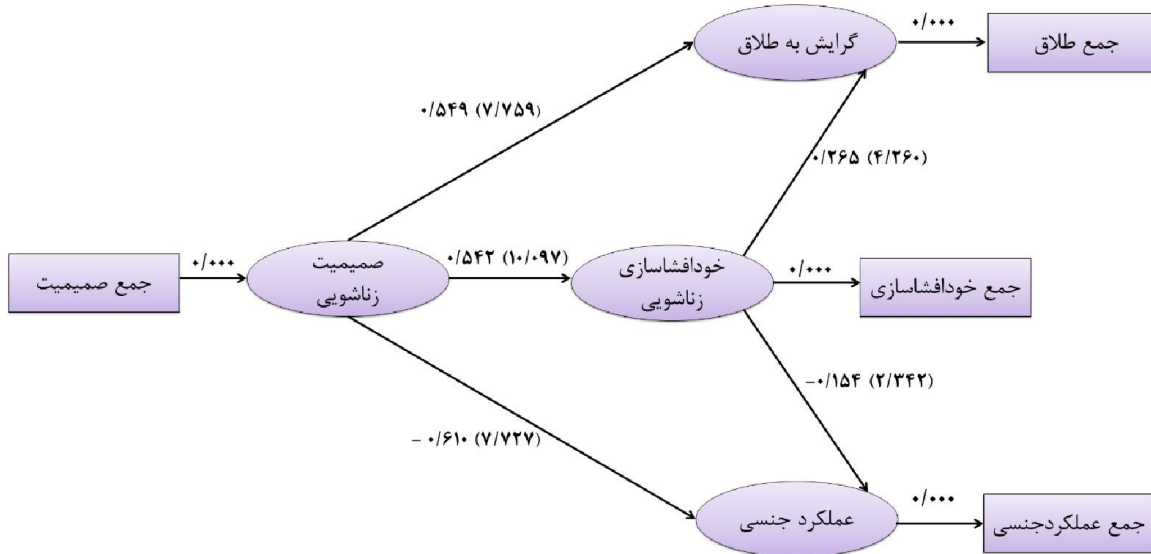 ۰/۰۰۰
گرایش به طلاق
جمع طلاق
۰/۵۴۹ (۷/۷۵۹)
۰/۲۶۵ (۴/۲۶۰)
جمع صمیمیت
۰/۰۰۰
صمیمیت
زناشویی
۰/۵۴۲ (۱۰/۰۹۷)
خودافشاسازی
زناشویی
۰/۰۰۰
جمع خودافشاسازی
-۰/۱۵۴ (۲/۳۴۲)
- ۰/۶۱۰ (۷/۷۲۷)
عملکرد جنسی
۰/۰۰۰
جمع عملکردجنسی